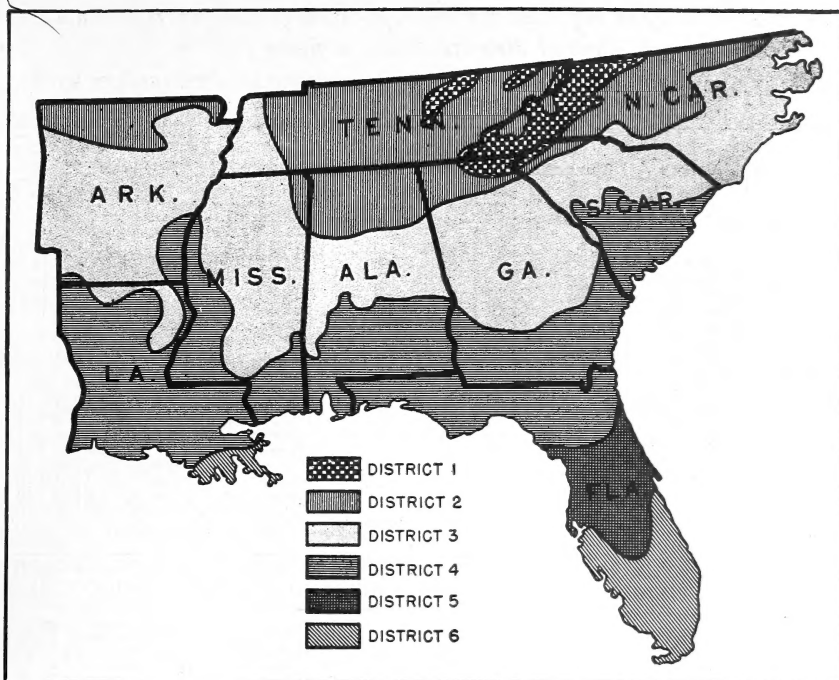 TENN.
N. CAR.
ARK.
S. CAR.
MISS.
ALA.
GA.
LA.
FLA
DISTRICT 1
DISTRICT 2
DISTRICT 3
DISTRICT 4
DISTRICT 5
DISTRICT 6